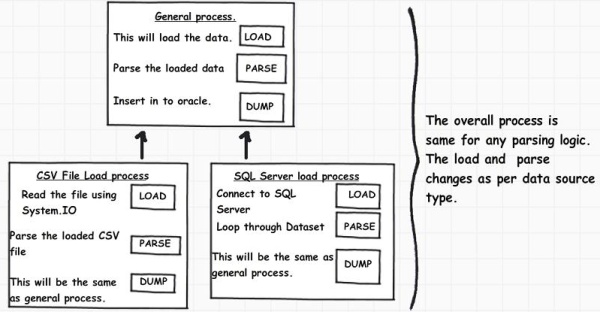 General process.
This will load the data. LOAD
Parse the loaded data PARSE
Insert in to oracle. DUMP
CSV File Load process
Read the file using
System.IO
LOAD
Parse the loaded CSV
file
PARSE
This will be the same
as general process.
DUMP
SQL Server load process
Connect to SQL
Server
LOAD
Loop through Dataset PARSE
This will be the same as
general process.
DUMP
The overall process is
same for any parsing logic.
The load and parse
changes as per data source
type.